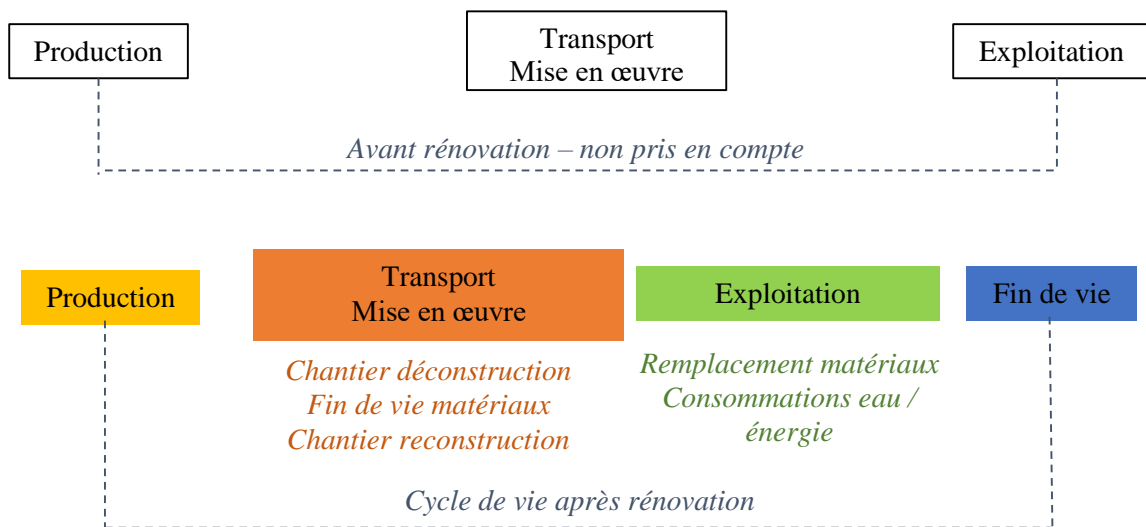 Production
Transport
Mise en œuvre
Exploitation
Avant rénovation – non pris en compte
Production
Transport
Mise en œuvre
Exploitation
Fin de vie
Chantier déconstruction
Fin de vie matériaux
Chantier reconstruction
Remplacement matériaux
Consommations eau /
énergie
Cycle de vie après rénovation